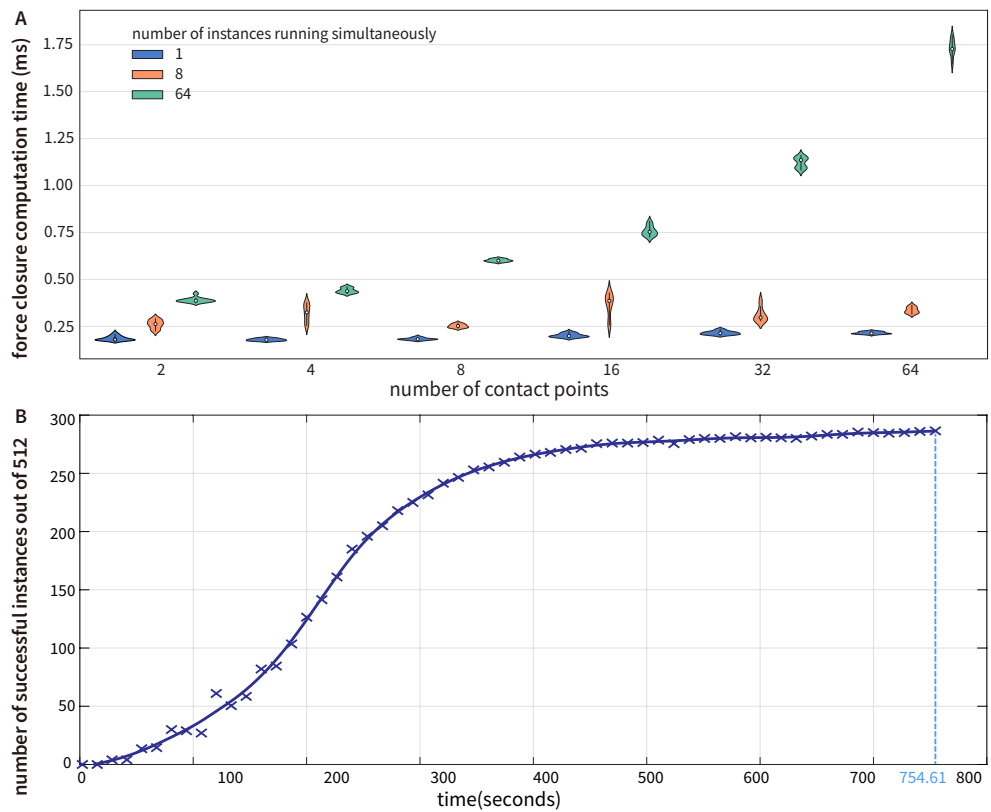 A
force closure computation time (ms)
number of instances running simultaneously
1
8
64
1.75
1.50
1.25
1.00
0.75
0.50
0.25
2 4 8 16 32 64
number of contact points
B
number of successful instances out of 512
300
250
200
150
100
50
0
0 100 200 300 400 500 600 700 754.61 800
time(seconds)